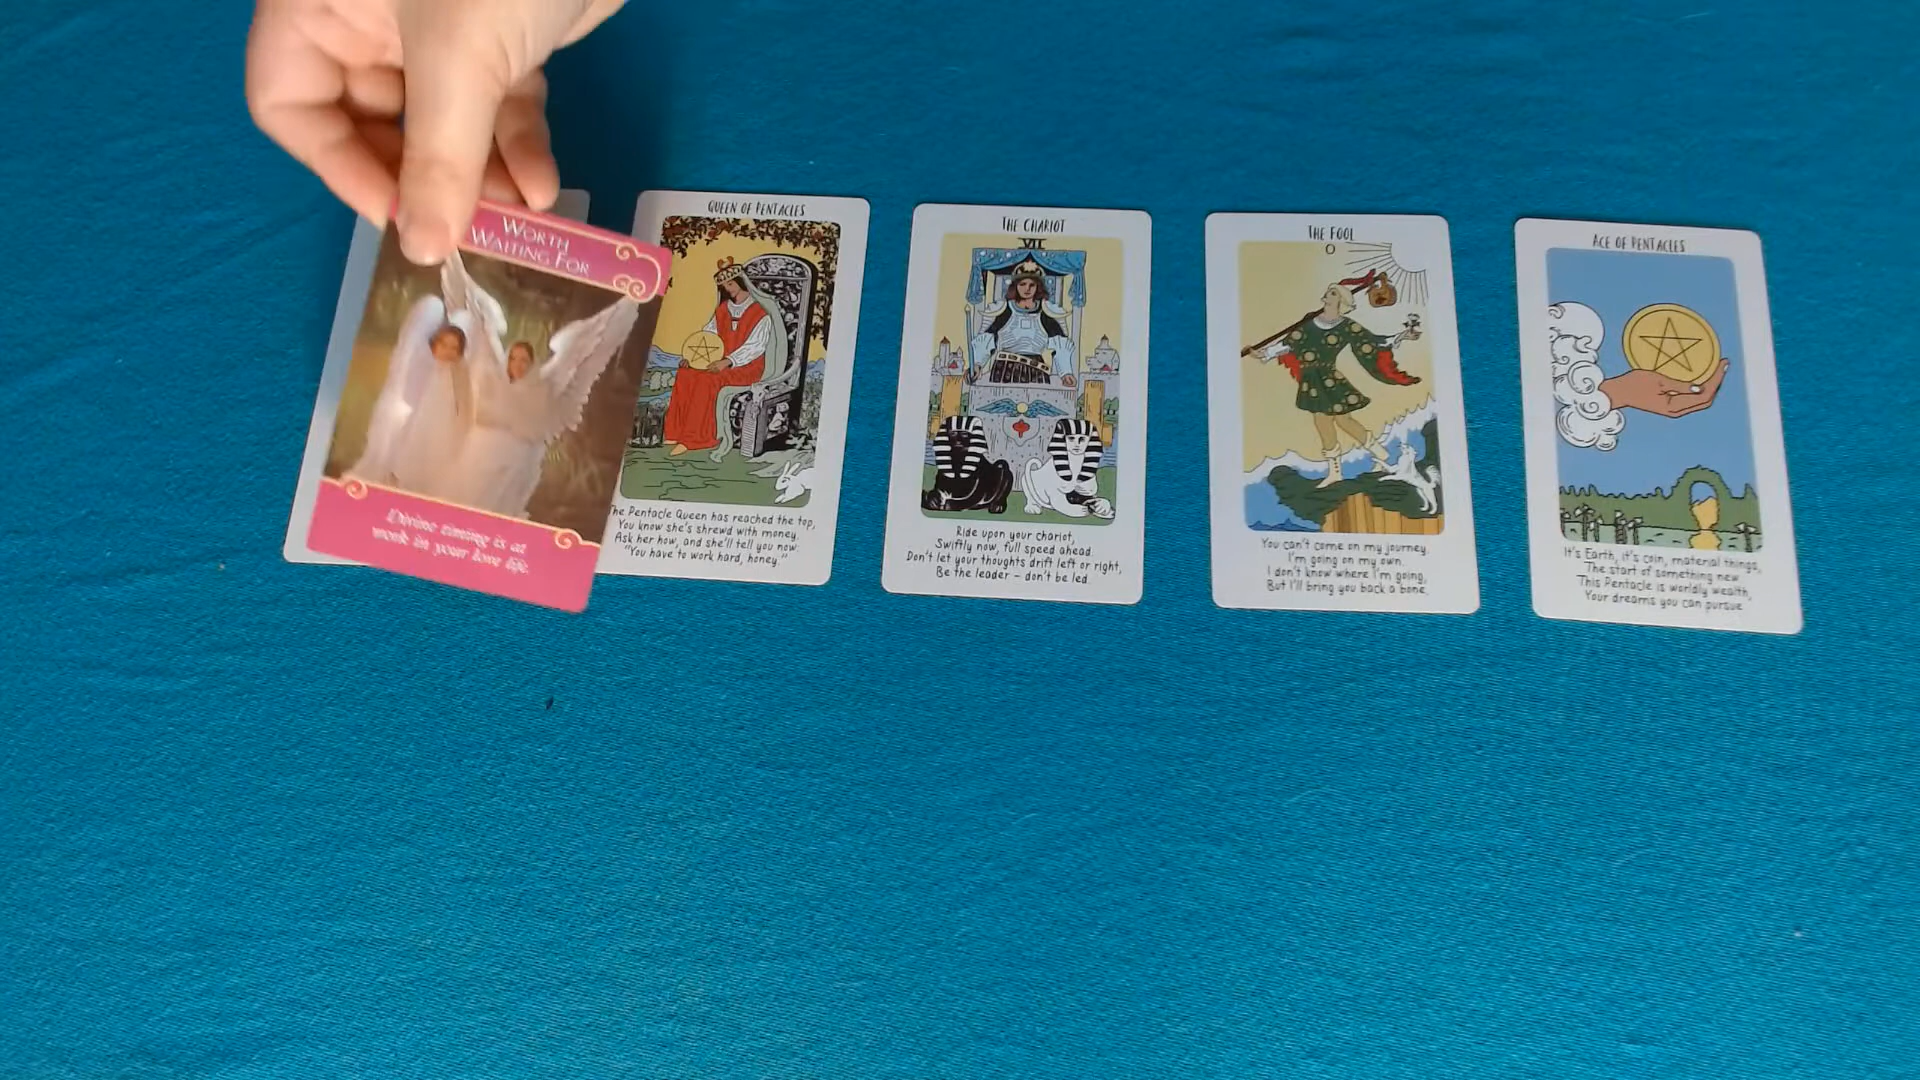 WORTH
WAITING FOR
Divine timing is at
work in your love life.
QUEEN OF PENTACLES
The Pentacle Queen has reached the top,
You know she's shrewd with money.
Ask her how, and she'll tell you now:
"You have to work hard, honey."
THE CHARIOT
VII
Ride upon your chariot,
Swiftly now, full speed ahead.
Don't let your thoughts drift left or right,
Be the leader – don't be led.
THE FOOL
0
You can't come on my journey.
I'm going on my own.
I don't know where I'm going,
But I'll bring you back a bone.
ACE OF PENTACLES
It's Earth, it's coin, material things,
The start of something new
This Pentacle is worldly wealth,
Your dreams you can pursue